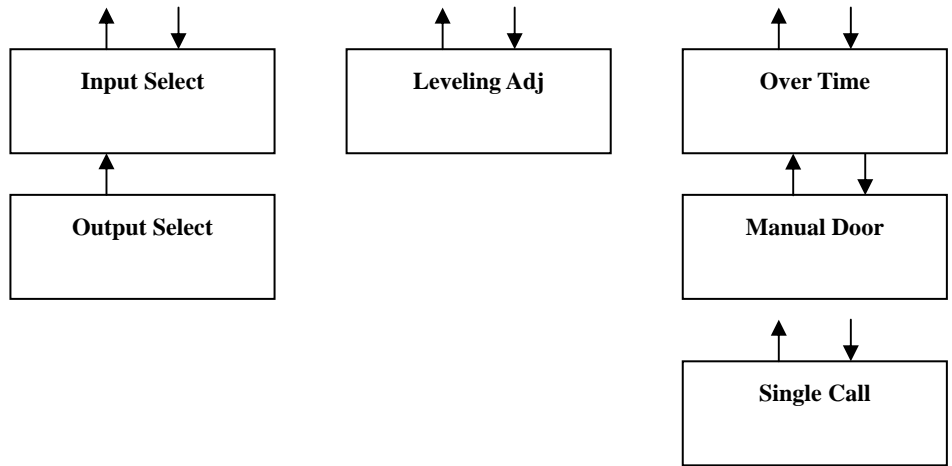 Input Select
Leveling Adj
Over Time
Output Select
Manual Door
Single Call